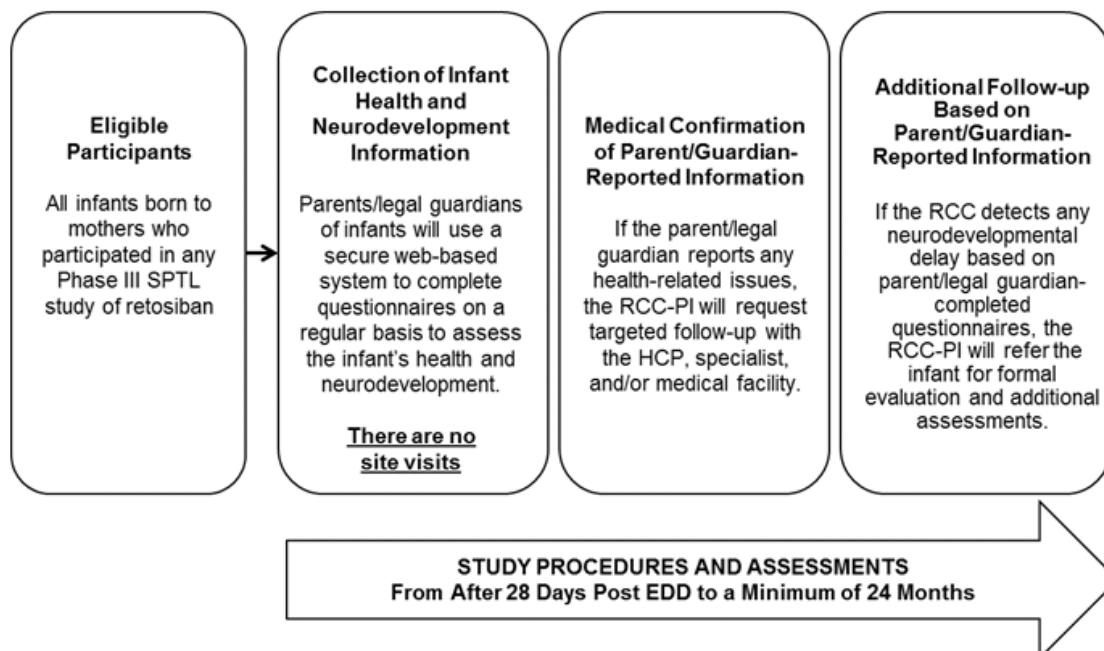 Eligible
Participants
All infants born to
mothers who
participated in any
Phase III SPTL
study of retosiban
Collection of Infant
Health and
Neurodevelopment
Information
Parents/legal guardians
of infants will use a
secure web-based
system to complete
questionnaires on a
regular basis to assess
the infant's health and
neurodevelopment.
There are no
site visits
Medical Confirmation
of Parent/Guardian-
Reported Information
If the parent/legal
guardian reports any
health-related issues,
the RCC-PI will request
targeted follow-up with
the HCP, specialist,
and/or medical facility.
Additional Follow-up
Based on
Parent/Guardian-
Reported Information
If the RCC detects any
neurodevelopmental
delay based on
parent/legal guardian-
completed
questionnaires, the
RCC-PI will refer the
infant for formal
evaluation and additional
assessments.
STUDY PROCEDURES AND ASSESSMENTS
From After 28 Days Post EDD to a Minimum of 24 Months